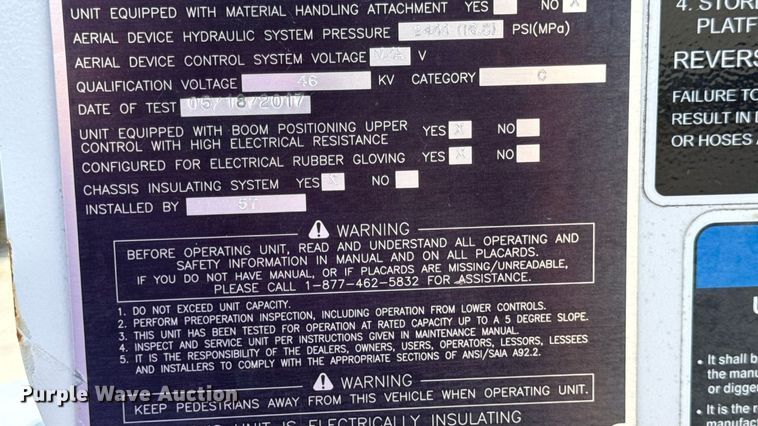 UNIT EQUIPPED WITH MATERIAL HANDLING ATTACHMENT YES NO X
AERIAL DEVICE HYDRAULIC SYSTEM PRESSURE PSI(MPa)
AERIAL DEVICE CONTROL SYSTEM VOLTAGE N/A V
QUALIFICATION VOLTAGE 46 KV CATEGORY C
DATE OF TEST 05/18/2017
UNIT EQUIPPED WITH BOOM POSITIONING UPPER
CONTROL WITH HIGH ELECTRICAL RESISTANCE YES X NO
CONFIGURED FOR ELECTRICAL RUBBER GLOVING YES X NO
CHASSIS INSULATING SYSTEM YES X NO
INSTALLED BY 57
WARNING
BEFORE OPERATING UNIT, READ AND UNDERSTAND ALL OPERATING AND
SAFETY INFORMATION IN MANUAL AND ON ALL PLACARDS.
IF YOU DO NOT HAVE MANUAL, OR IF PLACARDS ARE MISSING/UNREADABLE,
PLEASE CALL 1-877-462-5832 FOR ASSISTANCE.
1. DO NOT EXCEED UNIT CAPACITY.
2. PERFORM PREOPERATION INSPECTION, INCLUDING OPERATION FROM LOWER CONTROLS.
3. THIS UNIT HAS BEEN TESTED FOR OPERATION AT RATED CAPACITY UP TO A 5 DEGREE SLOPE.
4. INSPECT AND SERVICE UNIT PER INSTRUCTIONS GIVEN IN MAINTENANCE MANUAL.
5. IT IS THE RESPONSIBILITY OF THE DEALERS, OWNERS, USERS, OPERATORS, LESSORS, LESSEES
AND INSTALLERS TO COMPLY WITH THE APPROPRIATE SECTIONS OF ANSI/SAIA A92.2.
WARNING
KEEP PEDESTRIANS AWAY FROM THIS VEHICLE WHEN OPERATING UNIT.
UNIT IS ELECTRICALLY INSULATING
4. STORE
PLATF
REVERS
FAILURE TO
RESULT IN D
OR HOSES A
U
• It shall b
the manu
or digger
• It is the r
manufact
Purple Wave Auction